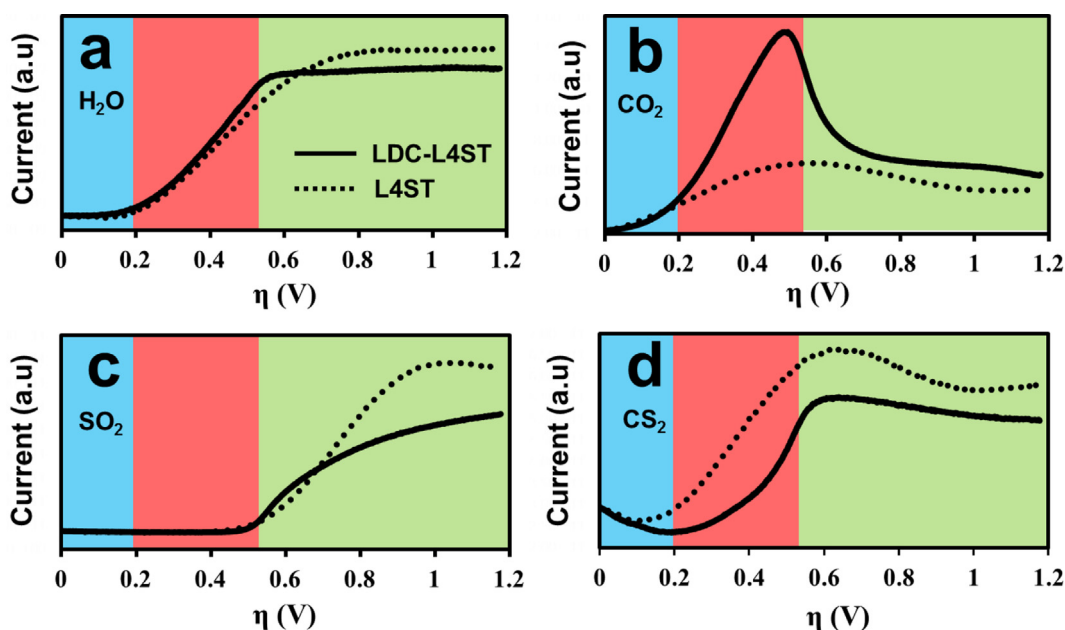 a
H₂O
LDC-L4ST
L4ST
Current (a.u)
0 0.2 0.4 0.6 0.8 1 1.2
η (V)
b
CO₂
Current (a.u)
0 0.2 0.4 0.6 0.8 1 1.2
η (V)
c
SO₂
Current (a.u)
0 0.2 0.4 0.6 0.8 1 1.2
η (V)
d
CS₂
Current (a.u)
0 0.2 0.4 0.6 0.8 1 1.2
η (V)